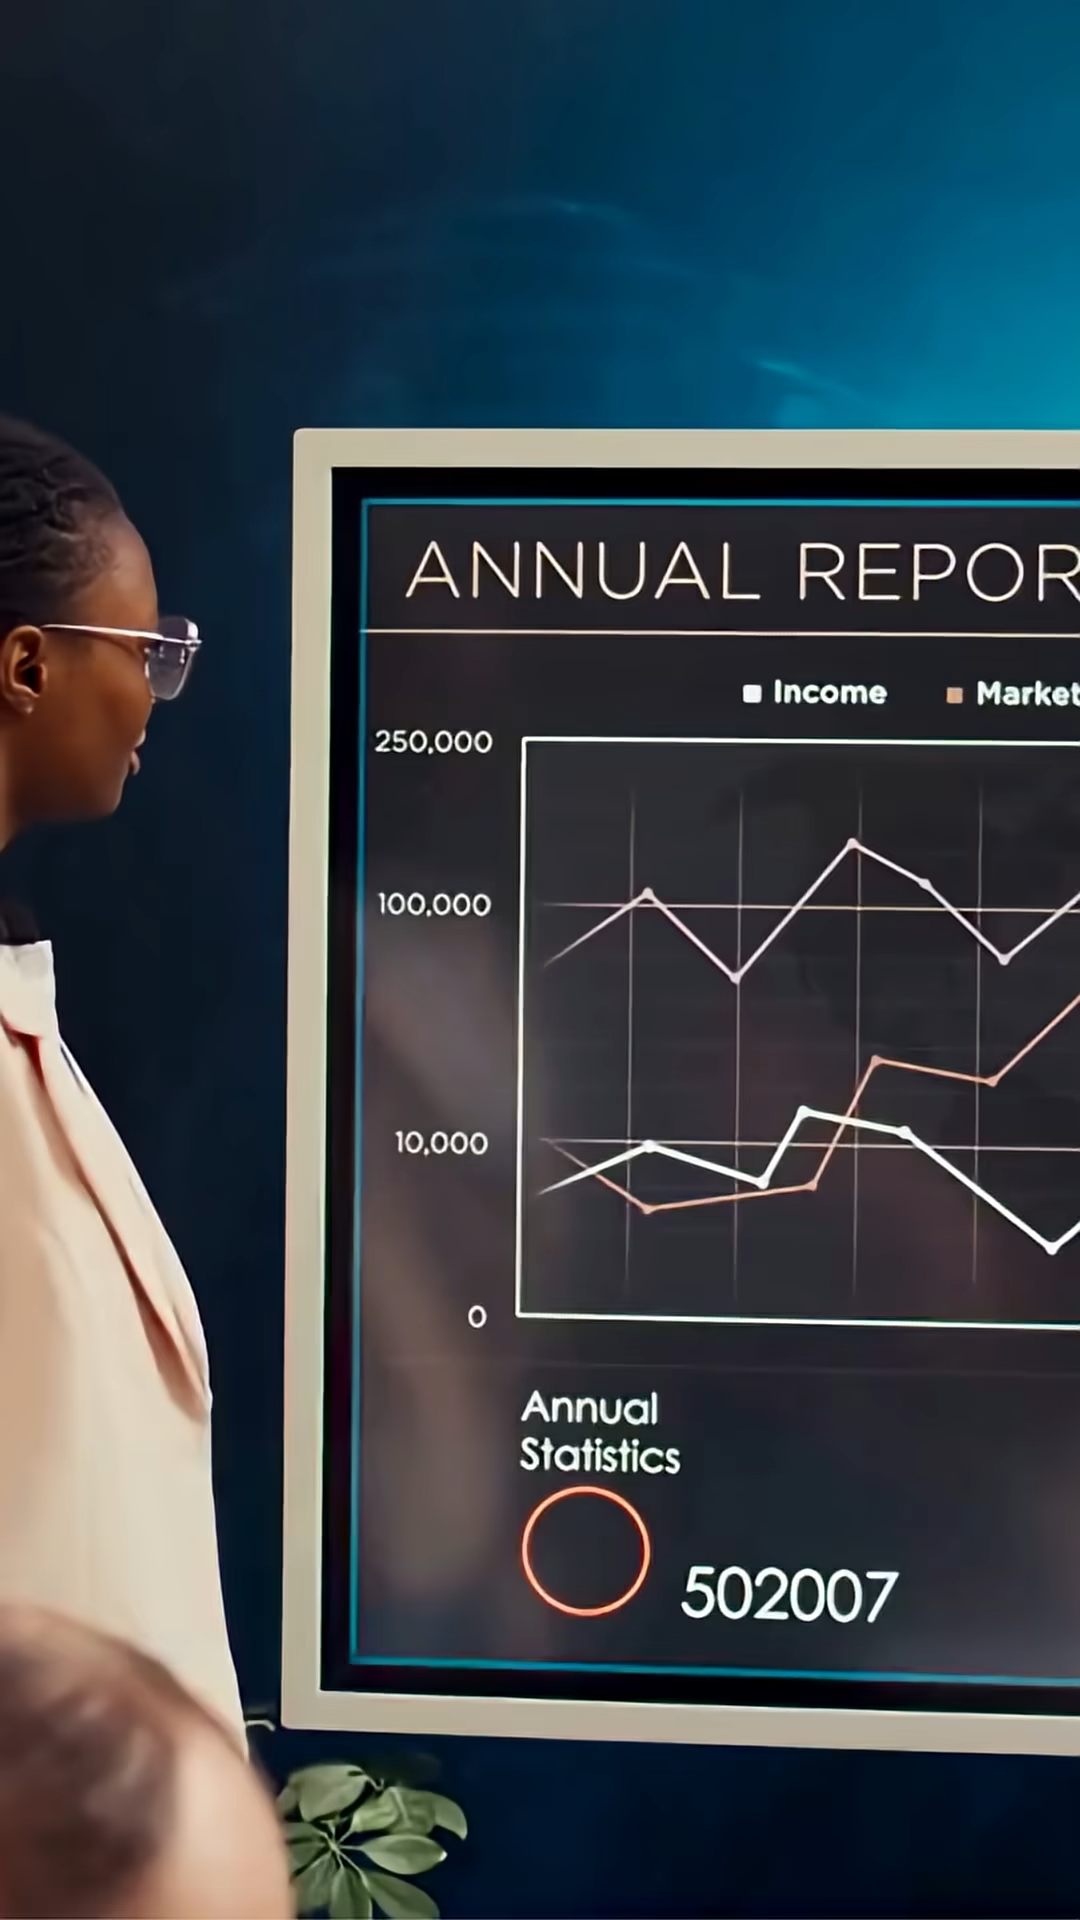 ANNUAL REPOR
Income Market
250,000
100,000
10,000
0
Annual
Statistics
502007